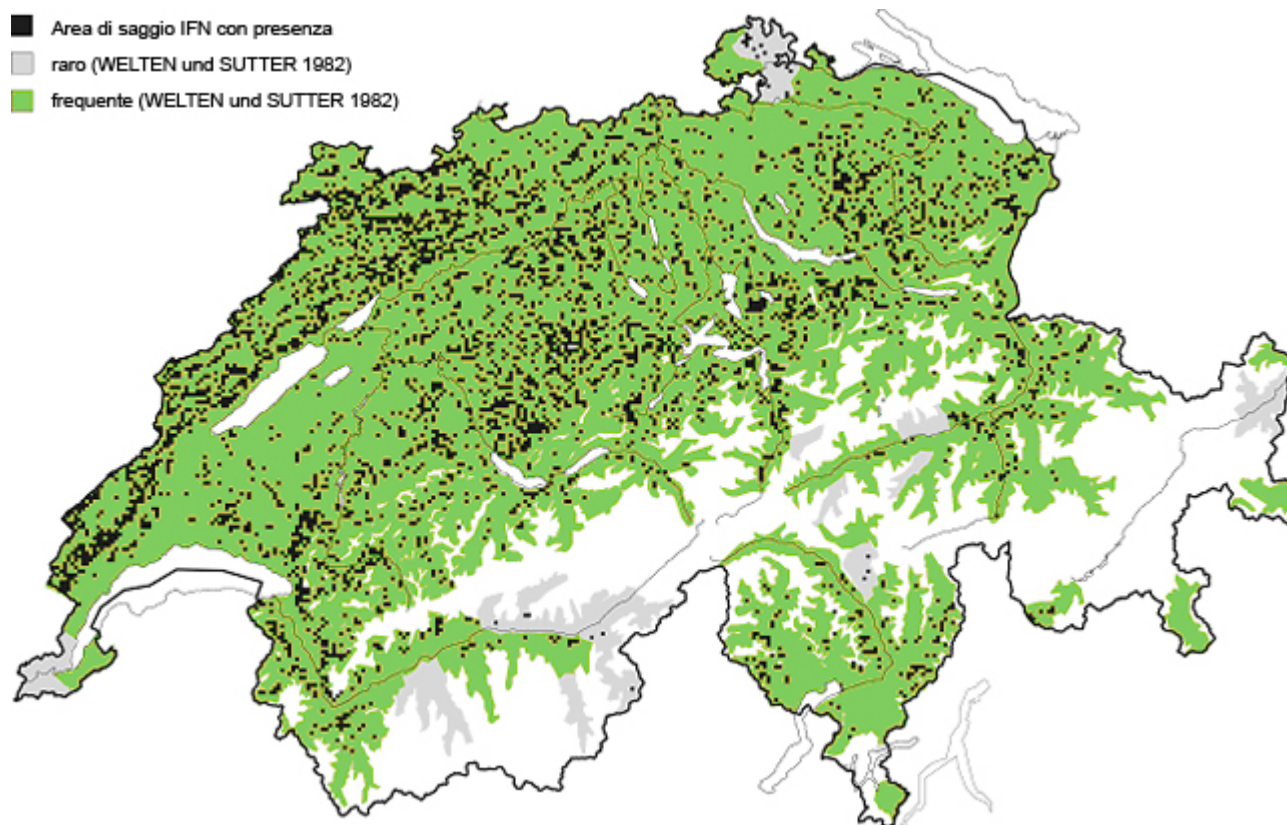 Area di saggio IFN con presenza
raro (WELTEN und SUTTER 1982)
frequente (WELTEN und SUTTER 1982)